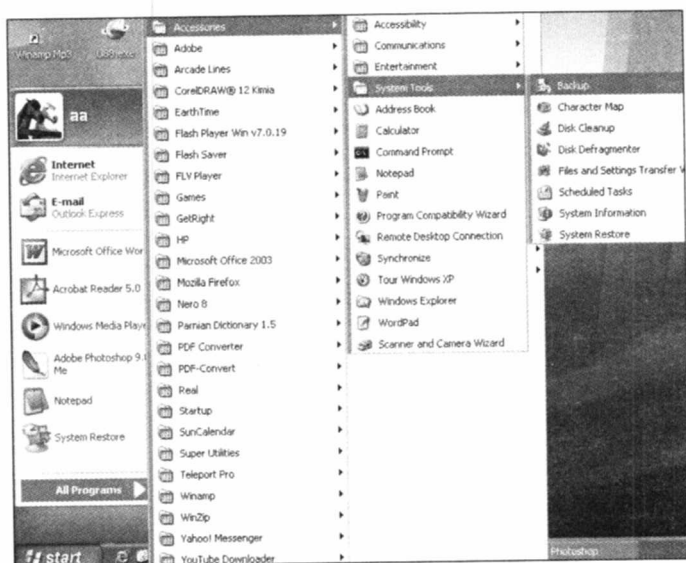 Winamp Mp3
aa
Internet
Internet Explorer
E-mail
Outlook Express
Microsoft Office Wor
Acrobat Reader 5.0
Windows Media Playe
Adobe Photoshop 9.0
Me
Notepad
System Restore
All Programs
start
Accessories
Adobe
Arcade Lines
CorelDRAW® 12 Kimia
EarthTime
Flash Player Win v7.0.19
Flash Saver
FLV Player
Games
GetRight
HP
Microsoft Office 2003
Mozilla Firefox
Nero 8
Parnian Dictionary 1.5
PDF Converter
PDF-Convert
Real
Startup
SunCalendar
Super Utilities
Teleport Pro
Winamp
WinZip
Yahoo! Messenger
YouTube Downloader
Accessibility
Communications
Entertainment
System Tools
Address Book
Calculator
Command Prompt
Notepad
Paint
Program Compatibility Wizard
Remote Desktop Connection
Synchronize
Tour Windows XP
Windows Explorer
WordPad
Scanner and Camera Wizard
Backup
Character Map
Disk Cleanup
Disk Defragmenter
Files and Settings Transfer W
Scheduled Tasks
System Information
System Restore
Photoshop